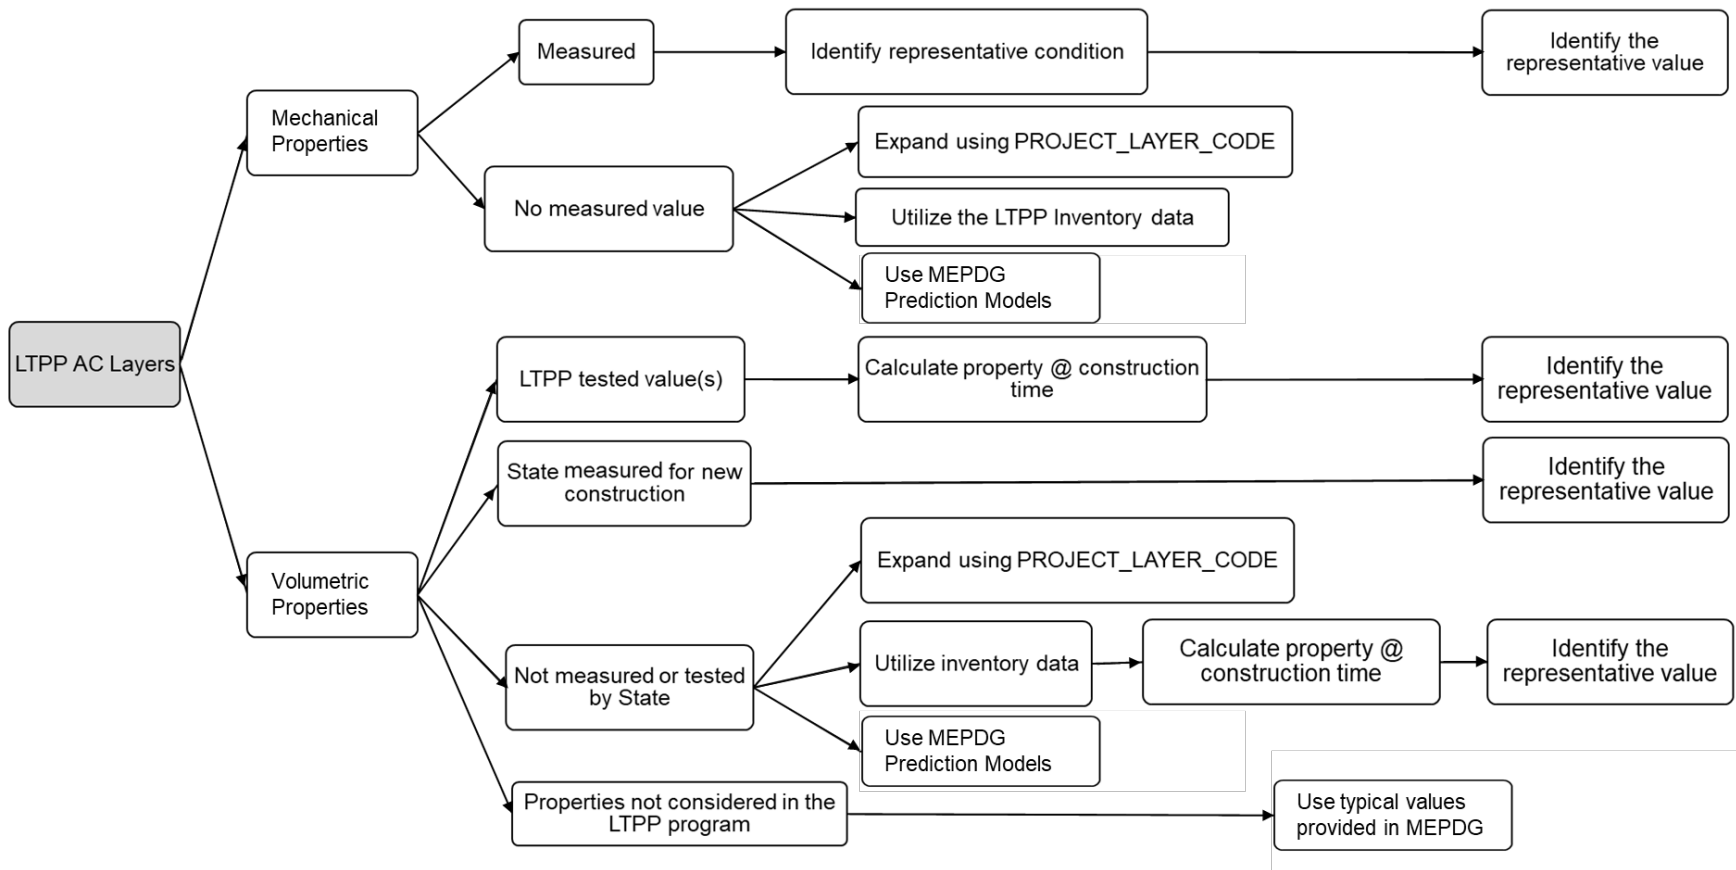 Measured
Identify representative condition
Identify the
representative value
Mechanical
Properties
Expand using PROJECT_LAYER_CODE
No measured value
Utilize the LTPP Inventory data
Use MEPDG
Prediction Models
LTPP AC Layers
LTPP tested value(s)
Calculate property @ construction
time
Identify the
representative value
State measured for new
construction
Identify the
representative value
Volumetric
Properties
Expand using PROJECT_LAYER_CODE
Not measured or tested
by State
Utilize inventory data
Calculate property @
construction time
Identify the
representative value
Use MEPDG
Prediction Models
Properties not considered in the
LTPP program
Use typical values
provided in MEPDG